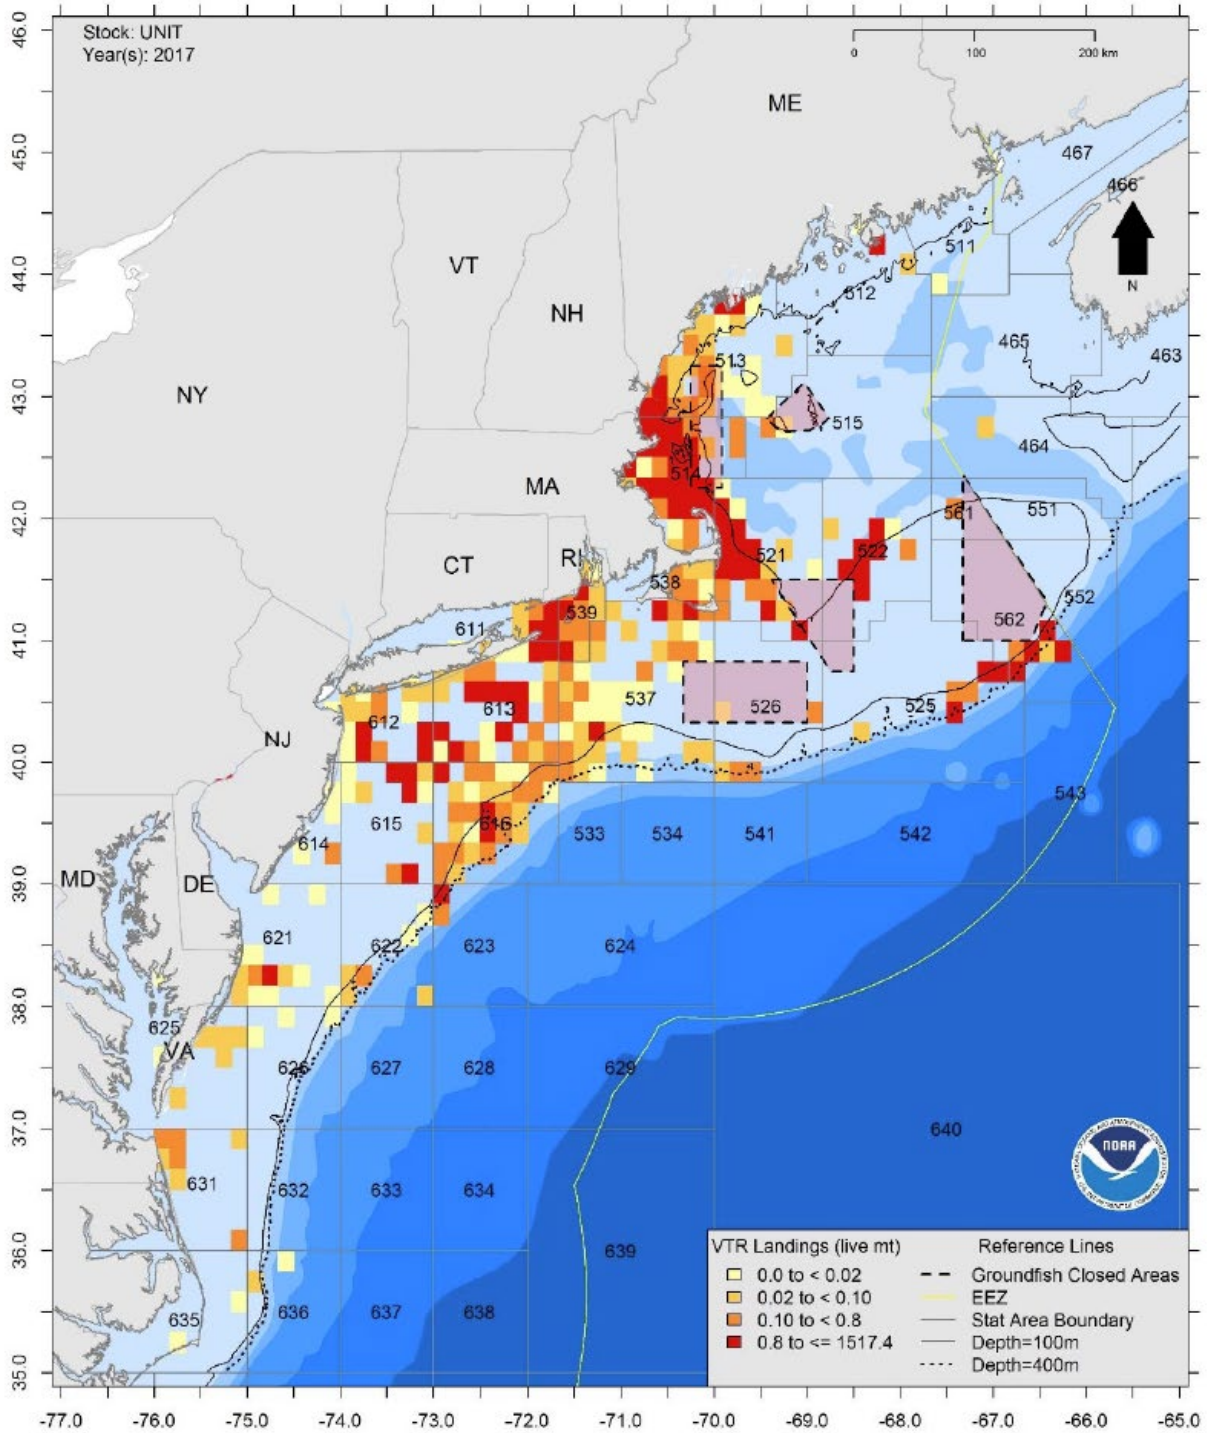 Stock: UNIT
Year(s): 2017
0 100 200 km
46.0
45.0
44.0
43.0
42.0
41.0
40.0
39.0
38.0
37.0
36.0
35.0
ME
467
466
N
511
VT
512
NH
465
463
513
NY
515
464
514
MA
561
551
521
522
CT
RI
538
539
552
611
562
537
526
525
613
612
NJ
543
615
616
533
534
541
542
614
MD
DE
621
622
623
624
625
VA
626
627
628
629
640
NOAA
631
632
633
634
639
635
636
637
638
VTR Landings (live mt)
0.0 to < 0.02
0.02 to < 0.10
0.10 to < 0.8
0.8 to <= 1517.4
Reference Lines
Groundfish Closed Areas
EEZ
Stat Area Boundary
Depth=100m
Depth=400m
-77.0 -76.0 -75.0 -74.0 -73.0 -72.0 -71.0 -70.0 -69.0 -68.0 -67.0 -66.0 -65.0